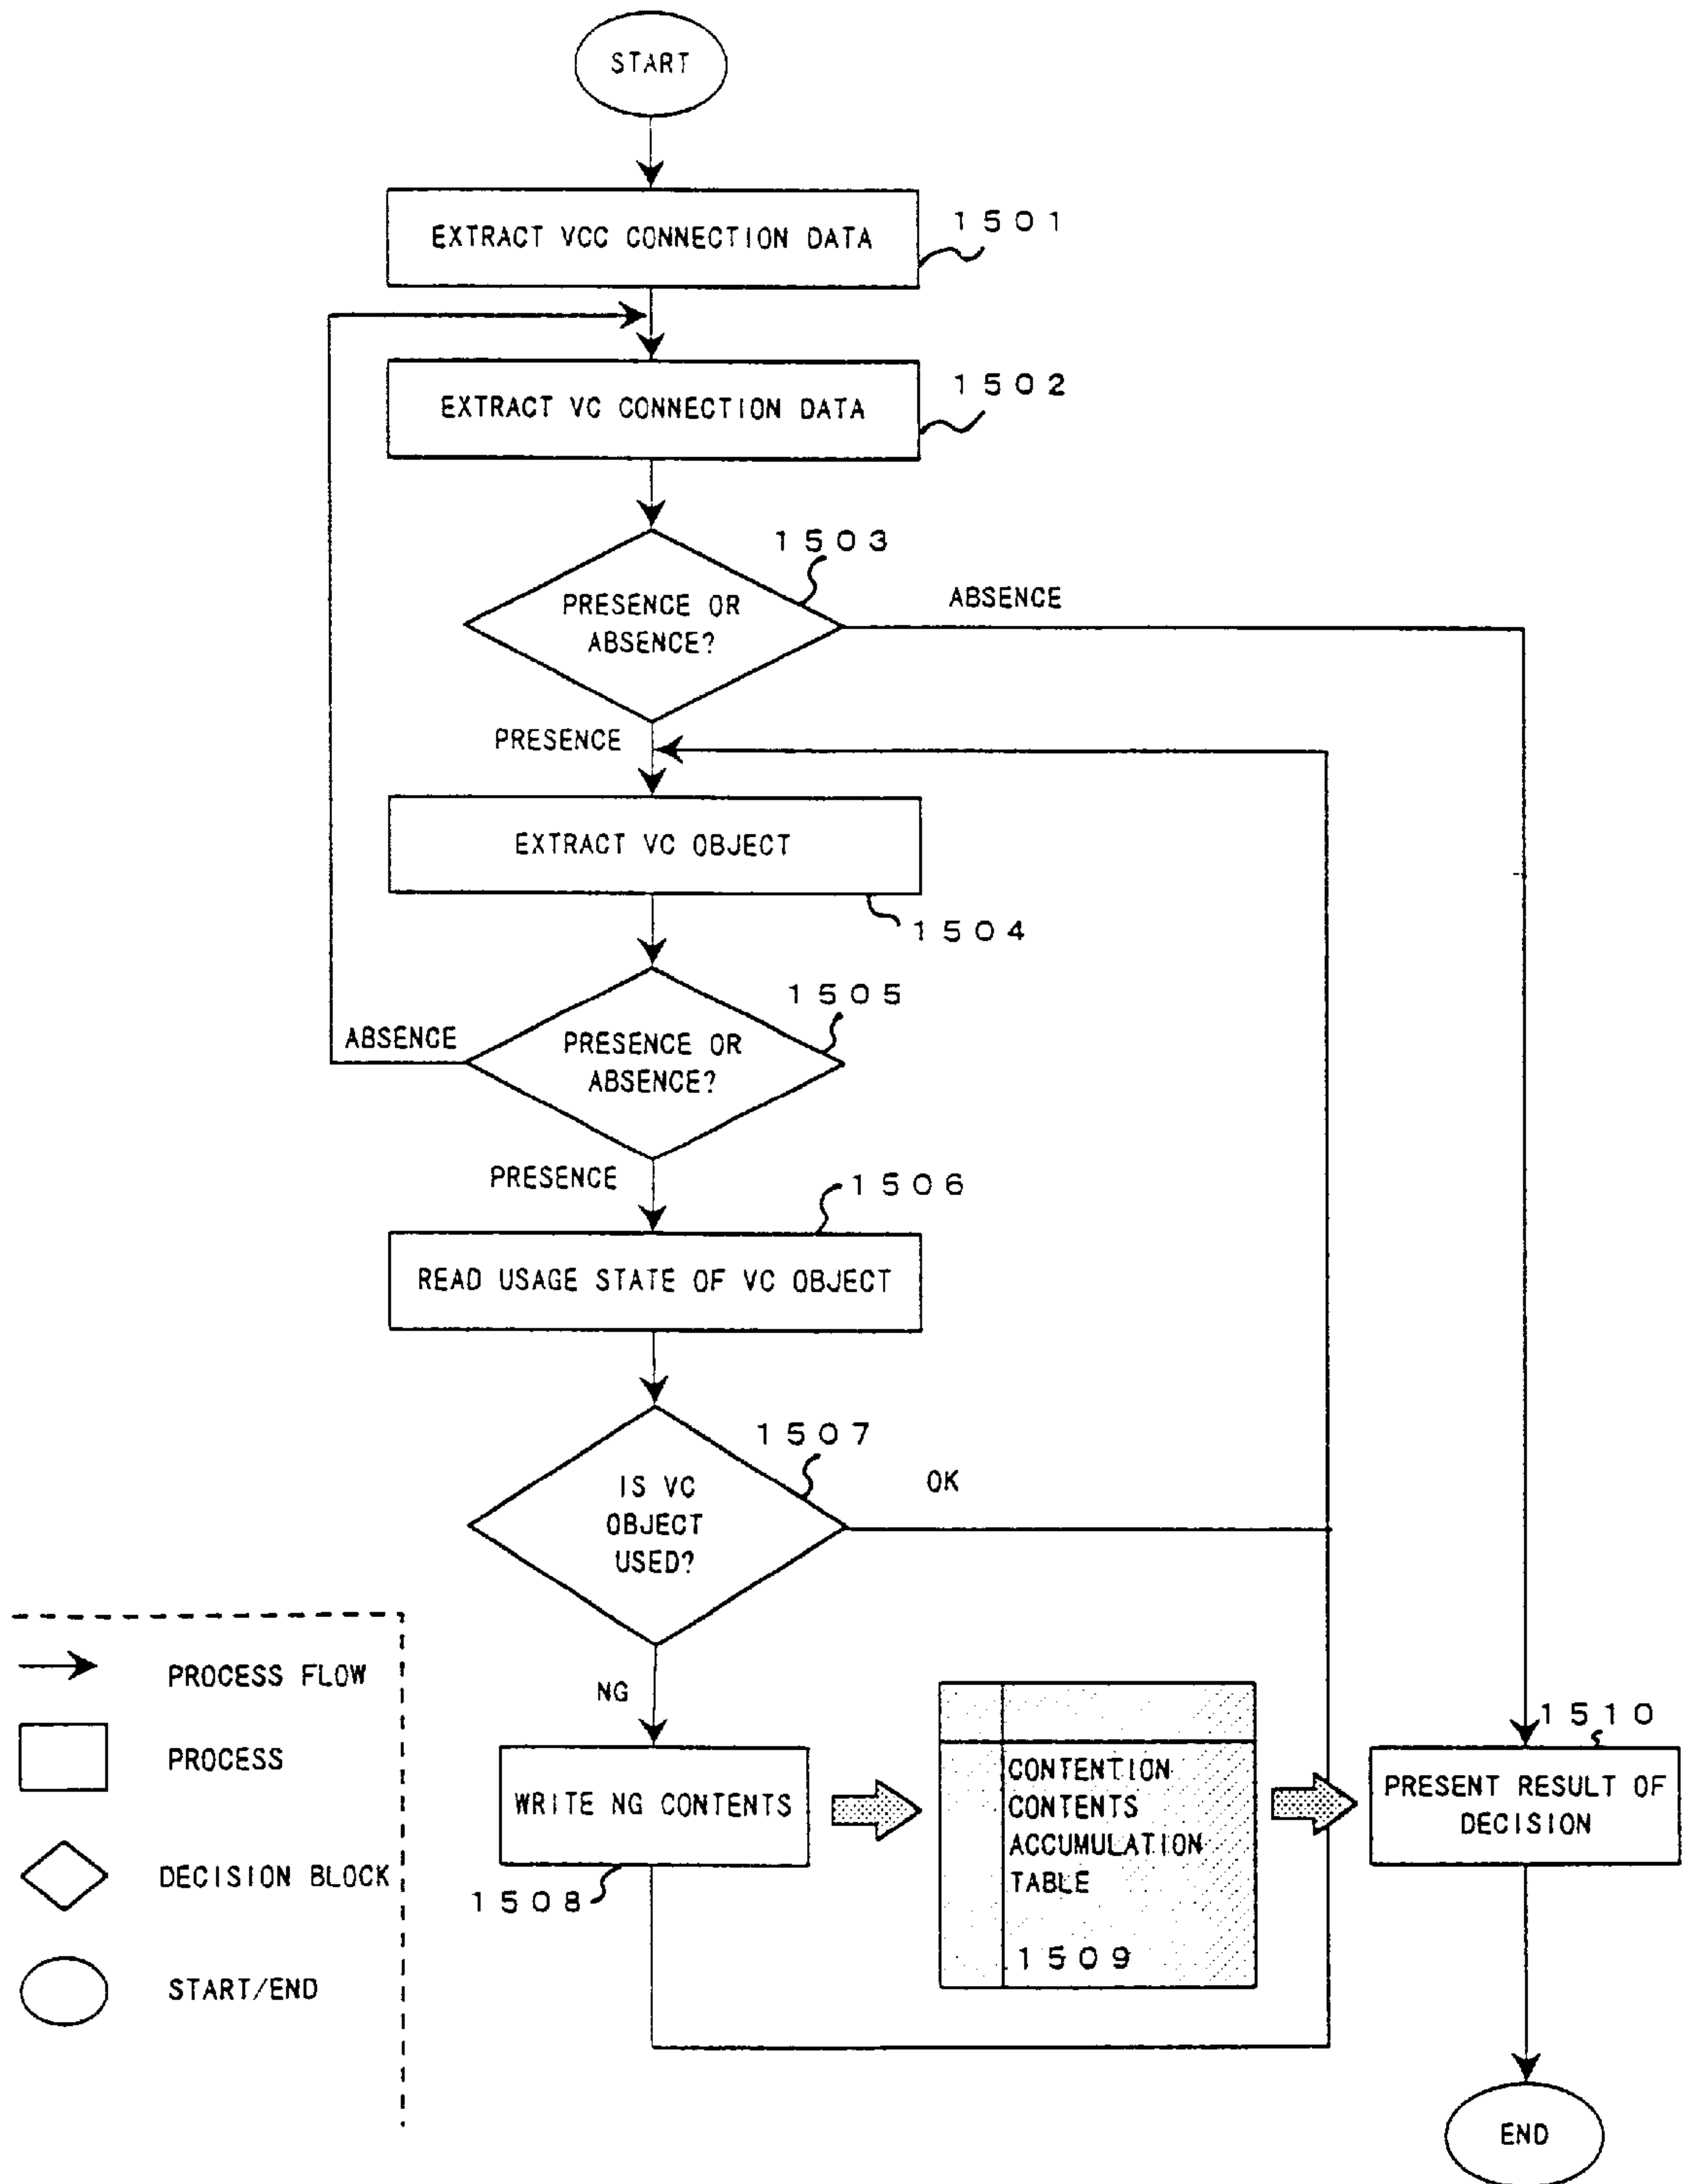 START
EXTRACT VCC CONNECTION DATA
1501
EXTRACT VC CONNECTION DATA
1502
1503
PRESENCE OR
ABSENCE?
ABSENCE
PRESENCE
EXTRACT VC OBJECT
1504
1505
ABSENCE
PRESENCE OR
ABSENCE?
PRESENCE
1506
READ USAGE STATE OF VC OBJECT
1507
IS VC
OBJECT
USED?
OK
NG
WRITE NG CONTENTS
1508
CONTENTION
CONTENTS
ACCUMULATION
TABLE
1509
1510
PRESENT RESULT OF
DECISION
END
PROCESS FLOW
PROCESS
DECISION BLOCK
START/END